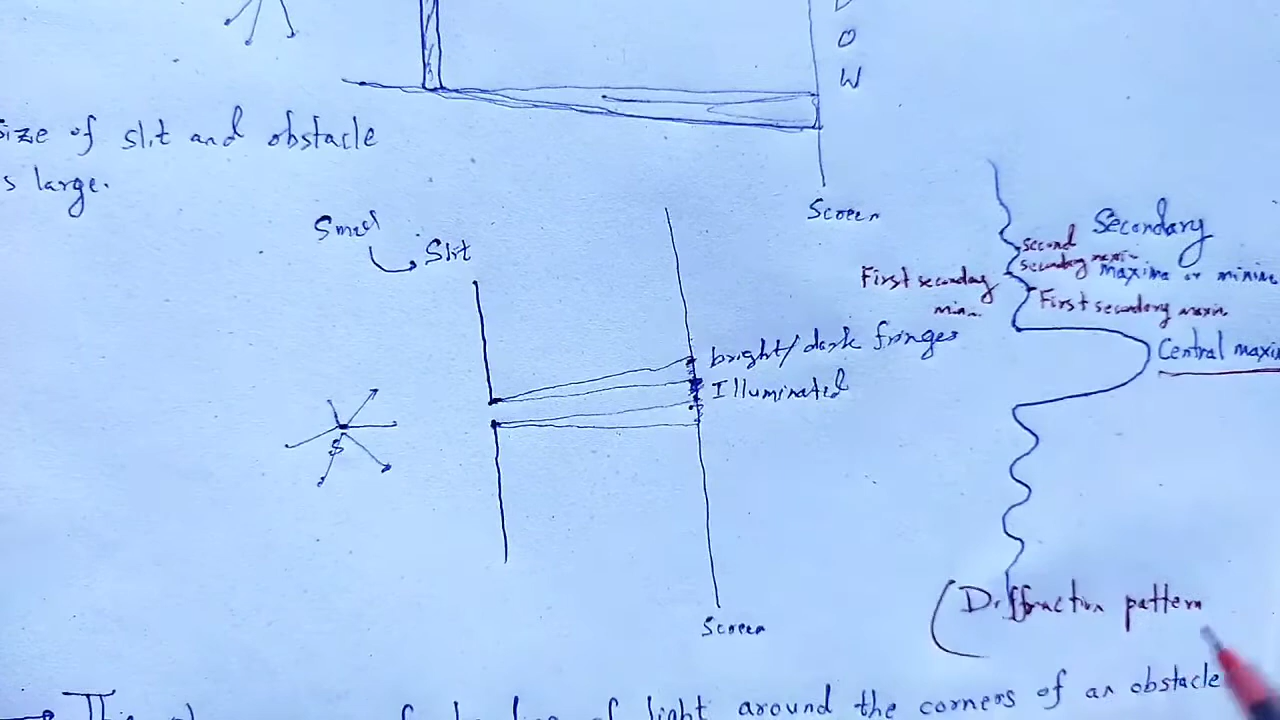 O
W
size of slit and obstacle
s large.
Screen
Small
Slit
Secondary
maxima or minima
second
secondary maxi
First secondary
min
First secondary maxim
Central maxi
bright/dark fringes
Illuminated
S
Screen
Diffraction pattern
of light around the corners of an obstacle